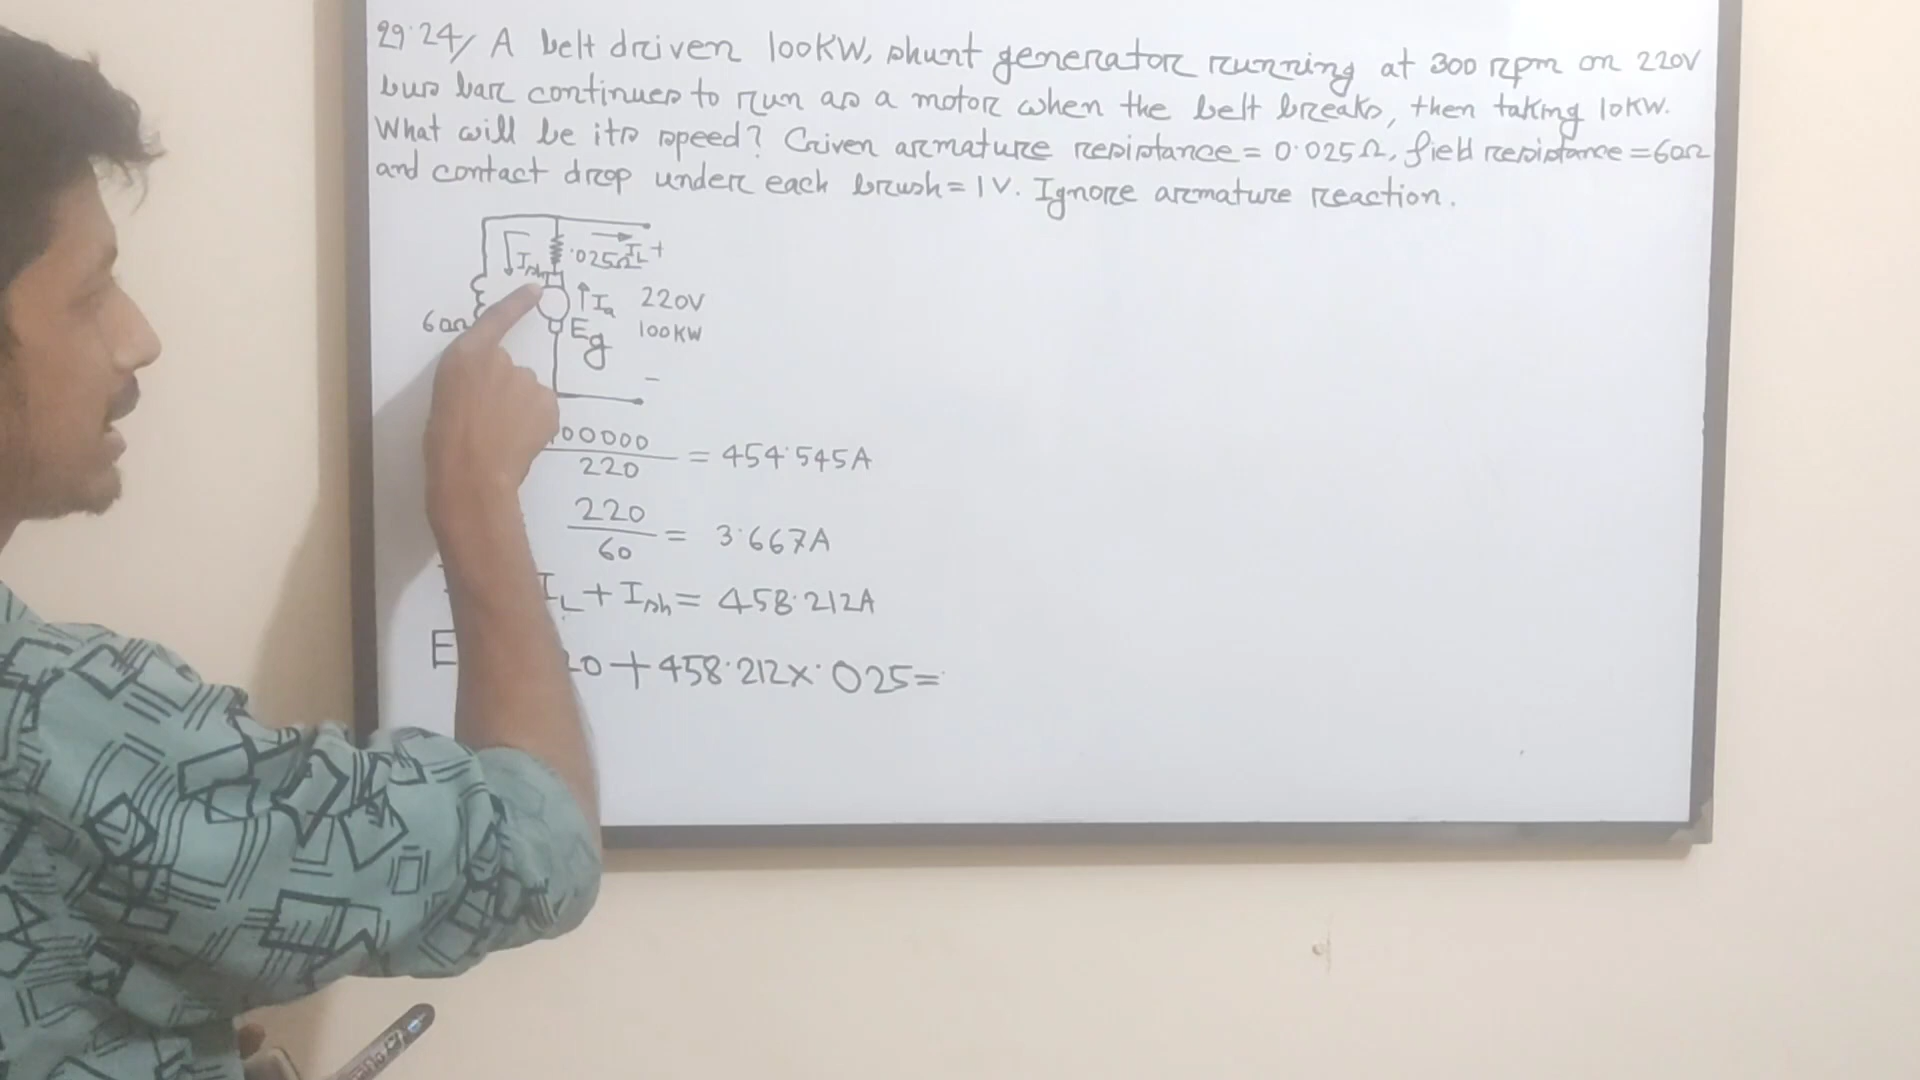 29.24/ A belt driven 100KW, shunt generator running at 300 rpm on 220V
bus bar continues to run as a motor when the belt breaks, then taking 10KW.
What will be its speed? Given armature resistance = 0.025Ω, field resistance = 60Ω
and contact drop under each brush = 1V. Ignore armature reaction.
Ish .025Ω IL +
Ia 220V
60Ω Eg 100KW
-
00000
220 = 454.545A
220
60 = 3.667A
IL + Ish = 458.212A
E 20 + 458.212 x .025 =